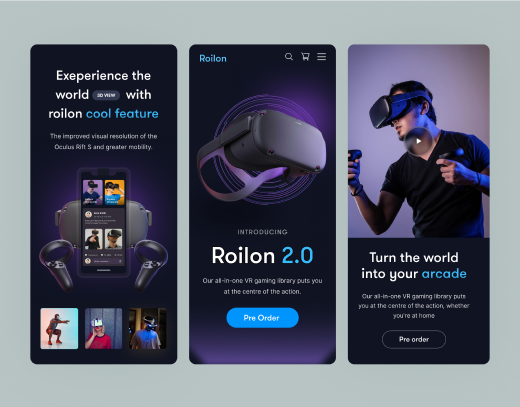 Exeperience the
world 3D VIEW with
roilon cool feature
The improved visual resolution of the
Oculus Rift S and greater mobility.
Roilon
INTRODUCING
Roilon 2.0
Our all-in-one VR gaming library puts you
at the centre of the action.
Pre Order
Turn the world
into your arcade
Our all-in-one VR gaming library puts
you at the centre of the action, whether
you're at home
Pre order